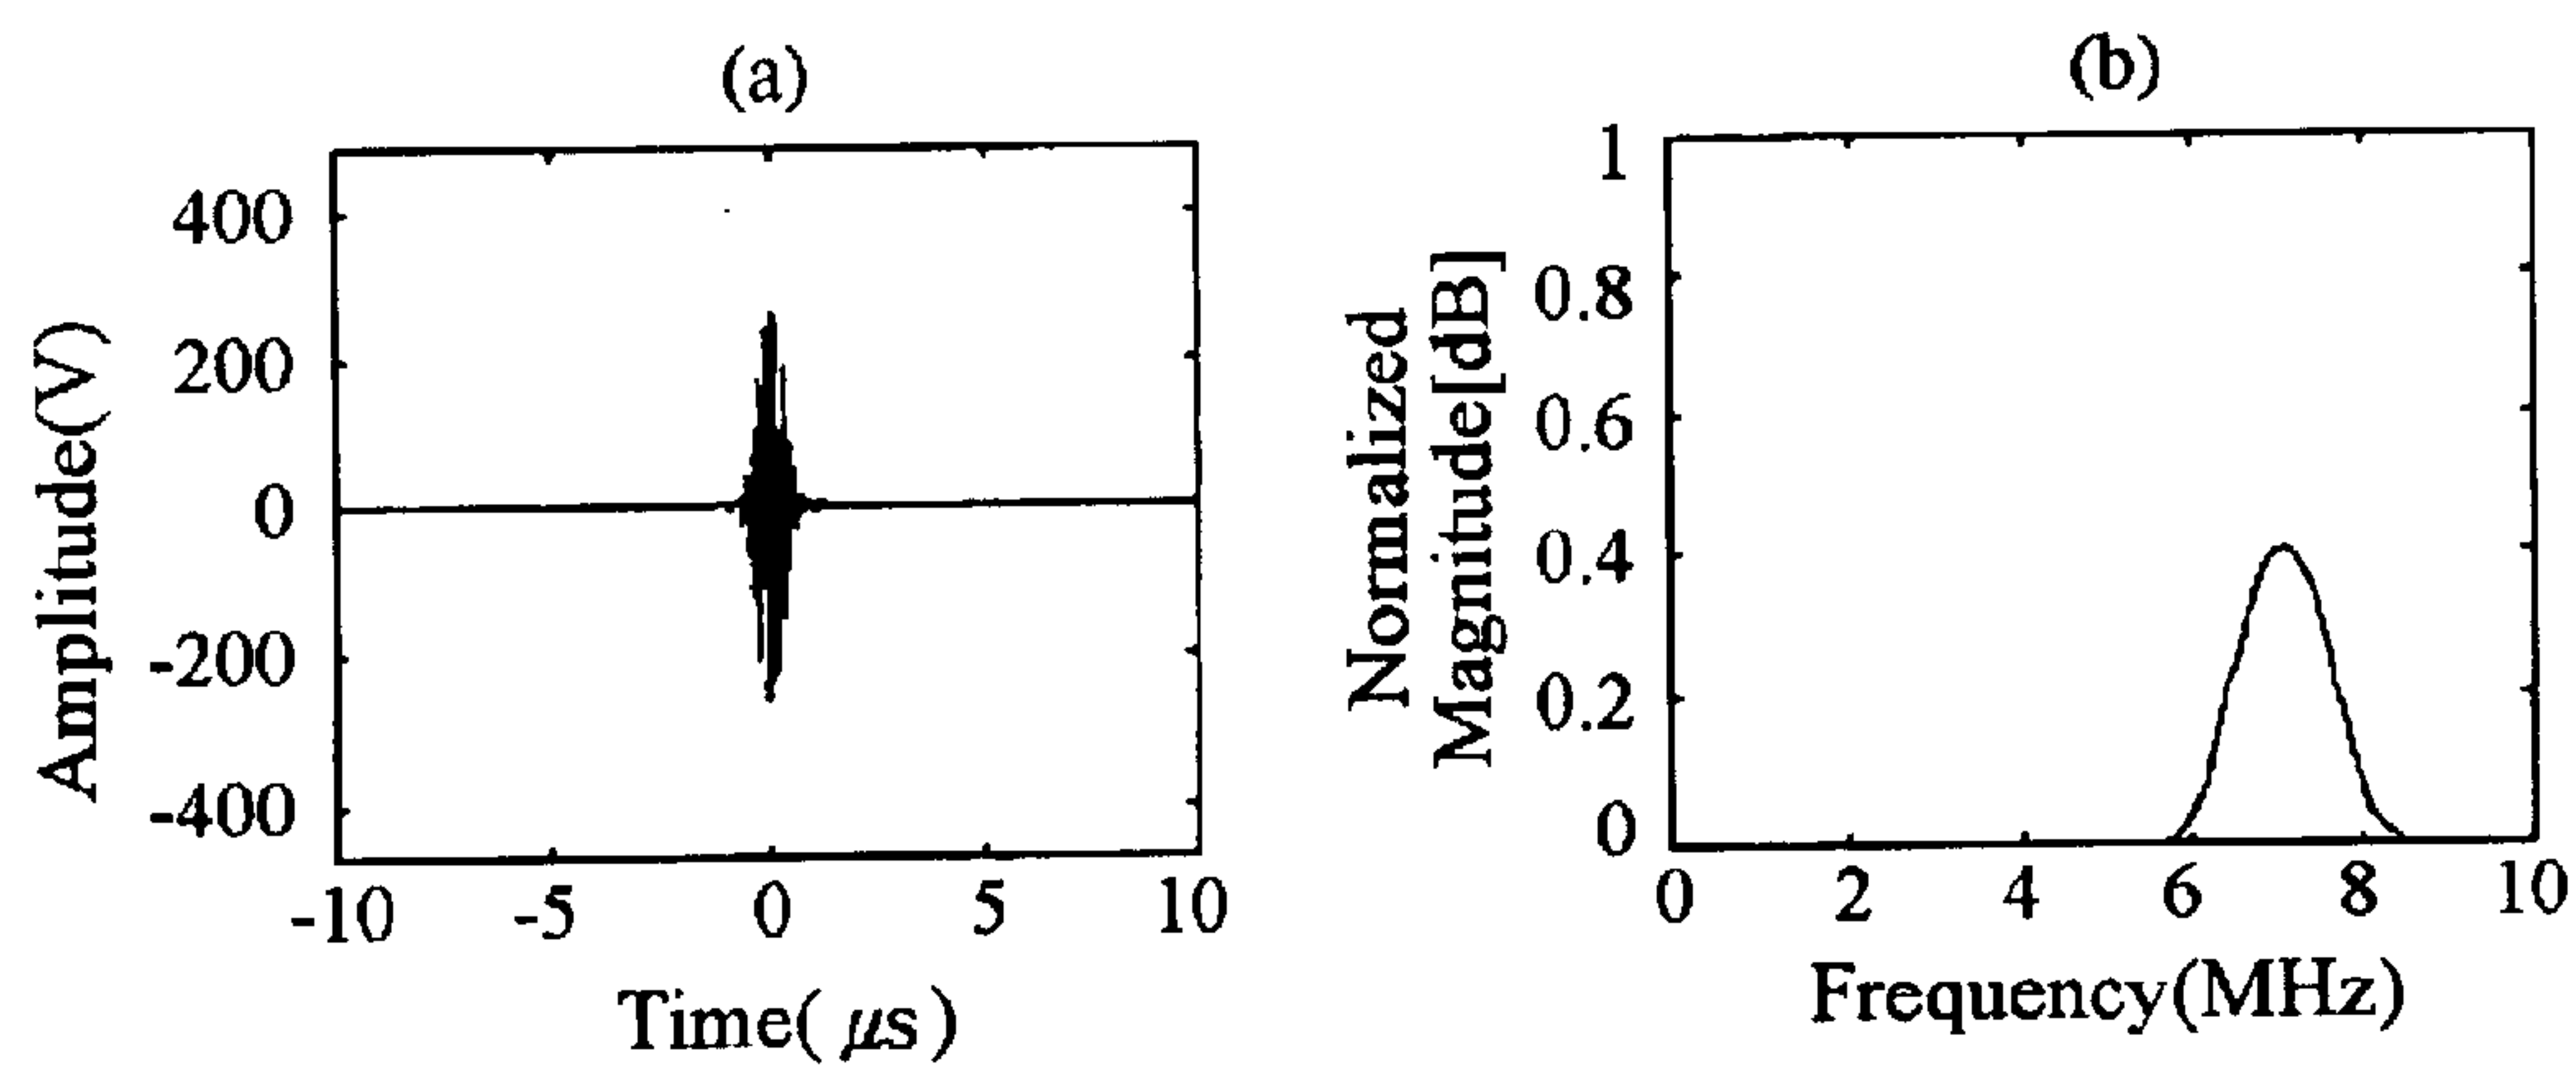 (a)
400
200
0
-200
-400
Amplitude(V)
-10 -5 0 5 10
Time( μs)
(b)
1
0.8
0.6
0.4
0.2
0
Normalized
Magnitude[dB]
0 2 4 6 8 10
Frequency(MHz)